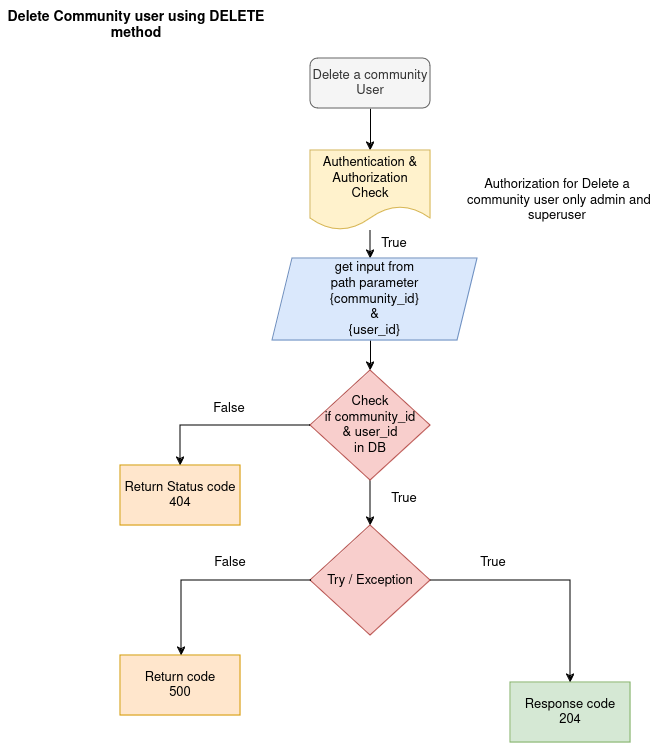 Delete Community user using DELETE
method
Delete a community
User
Authentication &
Authorization
Check
Authorization for Delete a
community user only admin and
superuser
True
get input from
path parameter
{community_id}
&
{user_id}
Check
if community_id
& user_id
in DB
False
Return Status code
404
True
Try / Exception
False
True
Return code
500
Response code
204